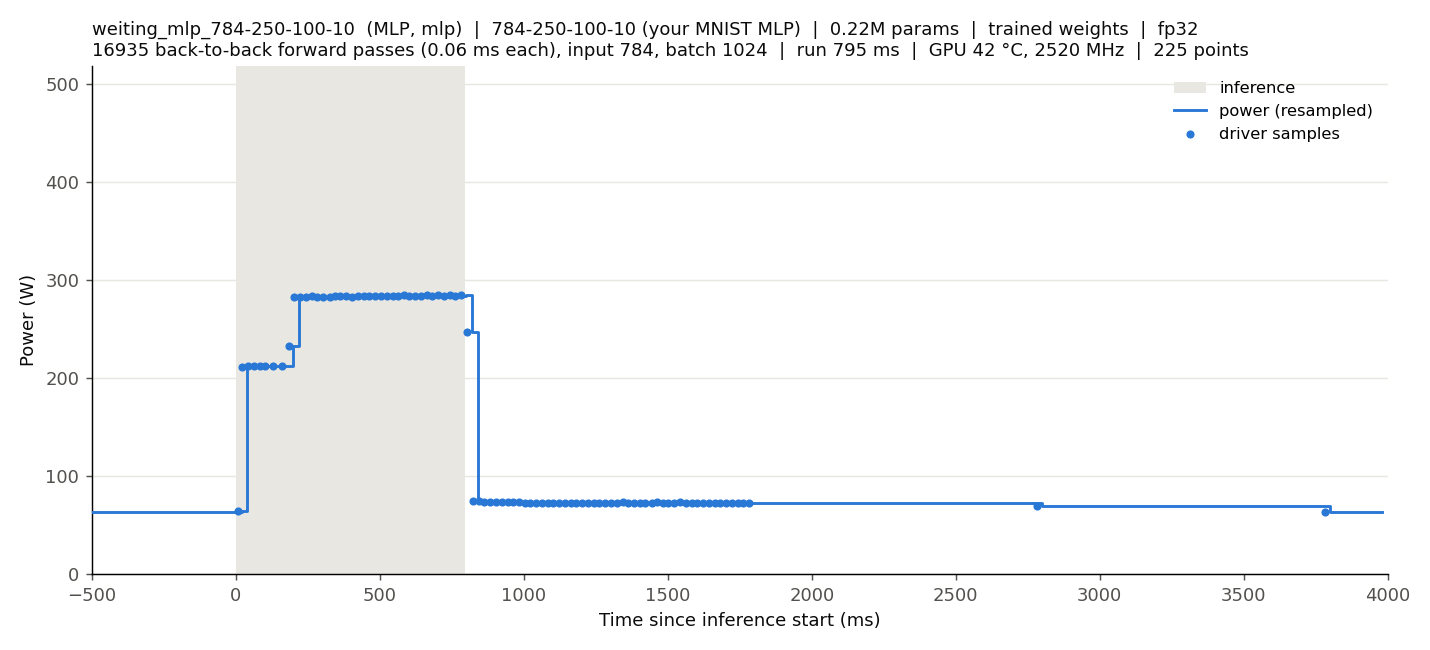 weiting_mlp_784-250-100-10  (MLP, mlp)  |  784-250-100-10 (your MNIST MLP)  |  0.22M params  |  trained weights  |  fp32
16935 back-to-back forward passes (0.06 ms each), input 784, batch 1024  |  run 795 ms  |  GPU 42 °C, 2520 MHz  |  225 points
inference
power (resampled)
driver samples
500
400
300
200
100
0
Power (W)
−500
0
500
1000
1500
2000
2500
3000
3500
4000
Time since inference start (ms)